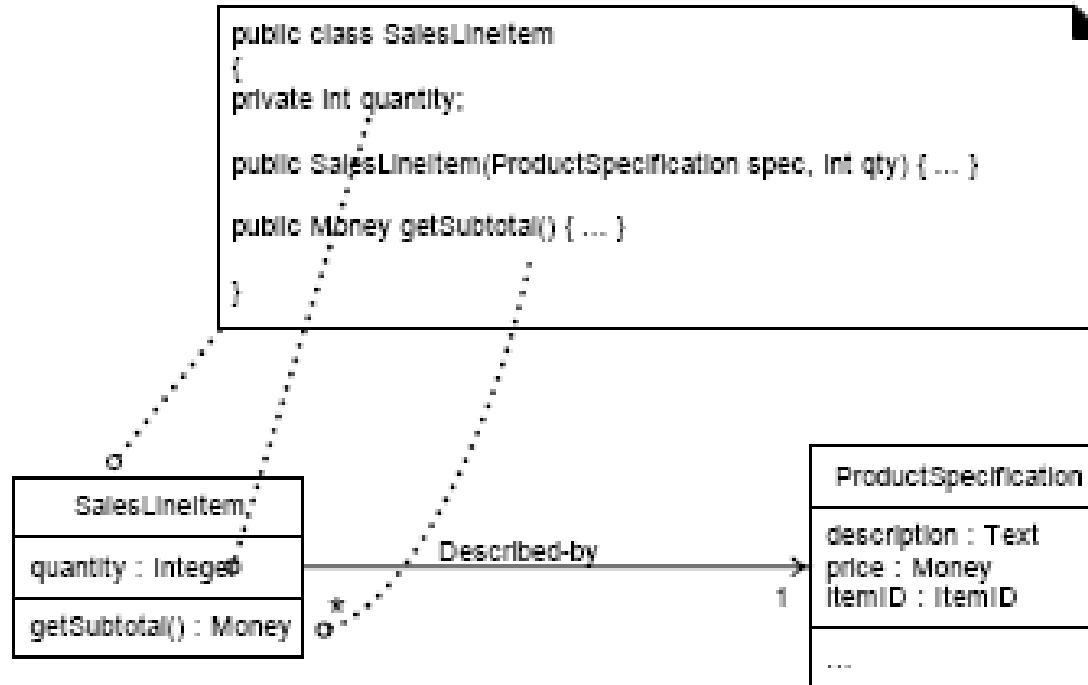 public class SalesLineItem
{
private int quantity;
public SalesLineItem(ProductSpecification spec, int qty) { ... }
public Money getSubtotal() { ... }
}
SalesLineItem
quantity : Integer
getSubtotal() : Money
*
Described-by
1
ProductSpecification
description : Text
price : Money
itemID : ItemID
...